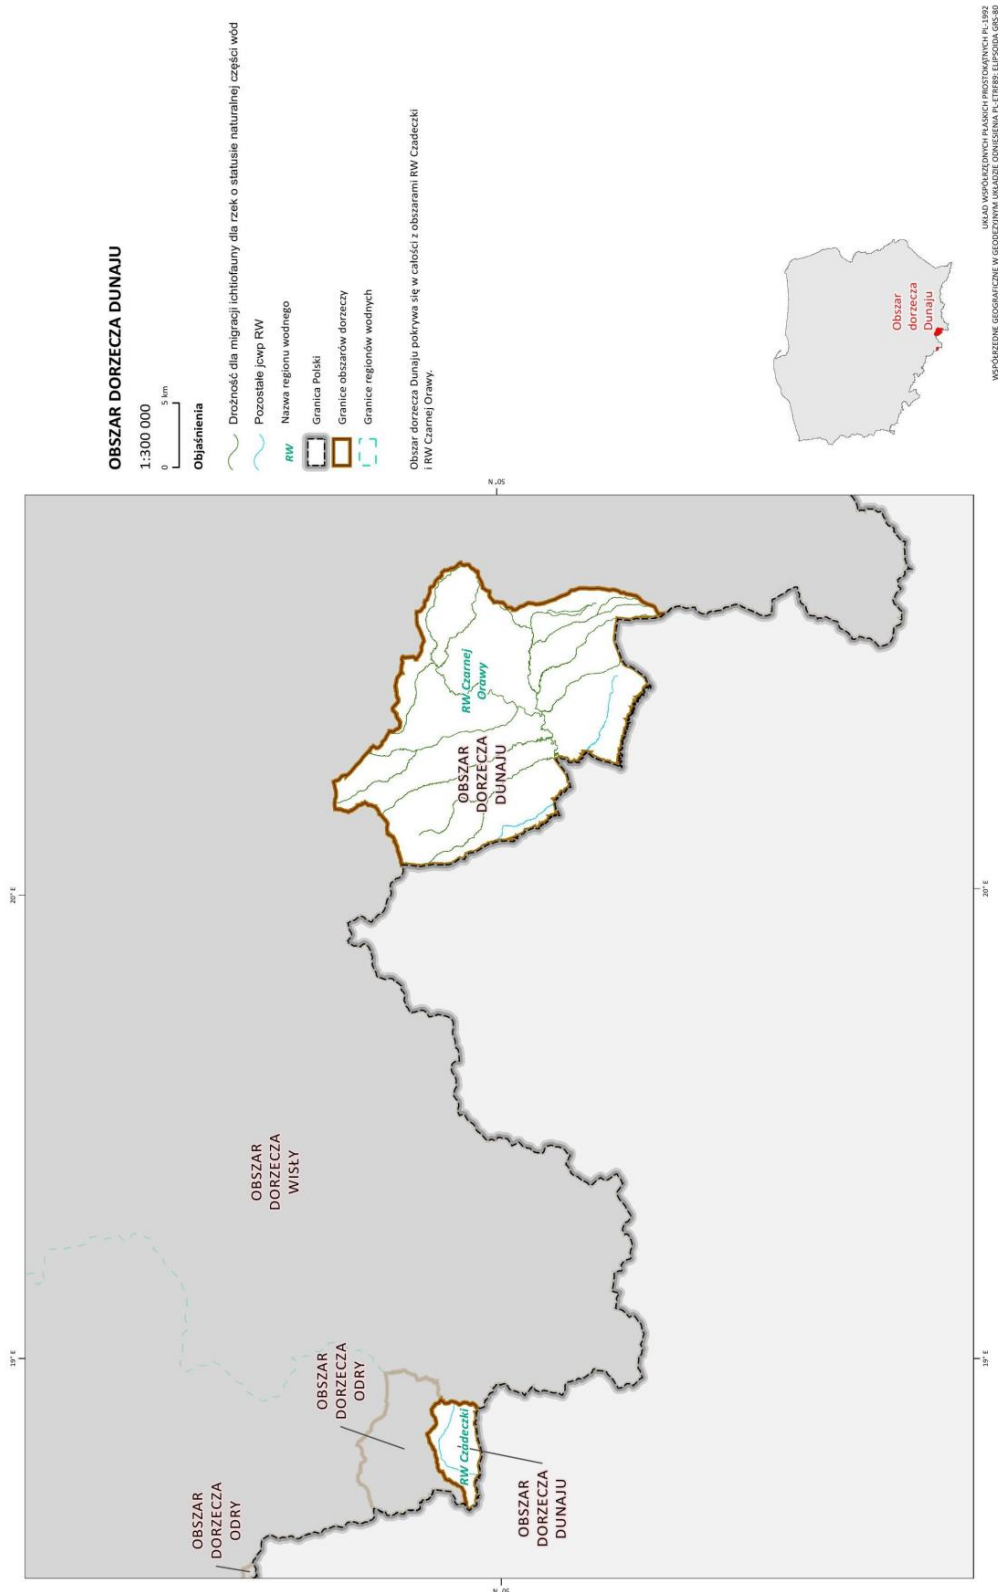 OBSZAR DORZECZA DUNAJU
1:300 000
0 5 km
Objaśnienia
Drożność dla migracji ichtiofauny dla rzek o statusie naturalnej części wód
Pozostałe jcwp RW
RW Nazwa regionu wodnego
Granica Polski
Granice obszarów dorzeczy
Granice regionów wodnych
Obszar dorzecza Dunaju pokrywa się w całości z obszarami RW Czadeczki
i RW Czarnej Orawy.
19° E
20° E
OBSZAR
DORZECZA
ODRY
OBSZAR
DORZECZA
ODRY
OBSZAR
DORZECZA
WISŁY
RW Czadeczki
OBSZAR
DORZECZA
DUNAJU
RW Czarnej
Orawy
OBSZAR
DORZECZA
DUNAJU
N .05
N .05
19° E
20° E
Obszar
dorzecza
Dunaju
UKŁAD WSPÓŁRZĘDNYCH PŁASKICH PROSTOKĄTNYCH PL-1992
WSPÓŁRZĘDNE GEOGRAFICZNE W GEODEZYJNYM UKŁADZIE ODNIESIENIA PL-ETRF89: ELIPSOIDA GRS-80